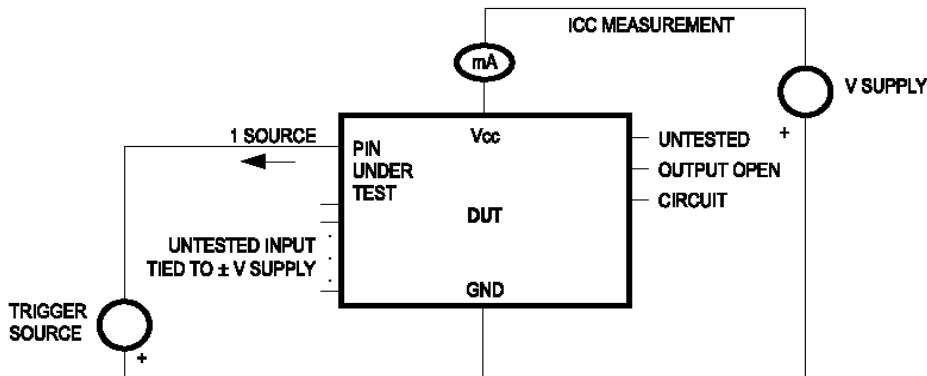 ICC MEASUREMENT
mA
V SUPPLY
+
1 SOURCE
Vcc
PIN
UNDER
TEST
UNTESTED
OUTPUT OPEN
CIRCUIT
DUT
UNTESTED INPUT
TIED TO ± V SUPPLY
GND
TRIGGER
SOURCE
+